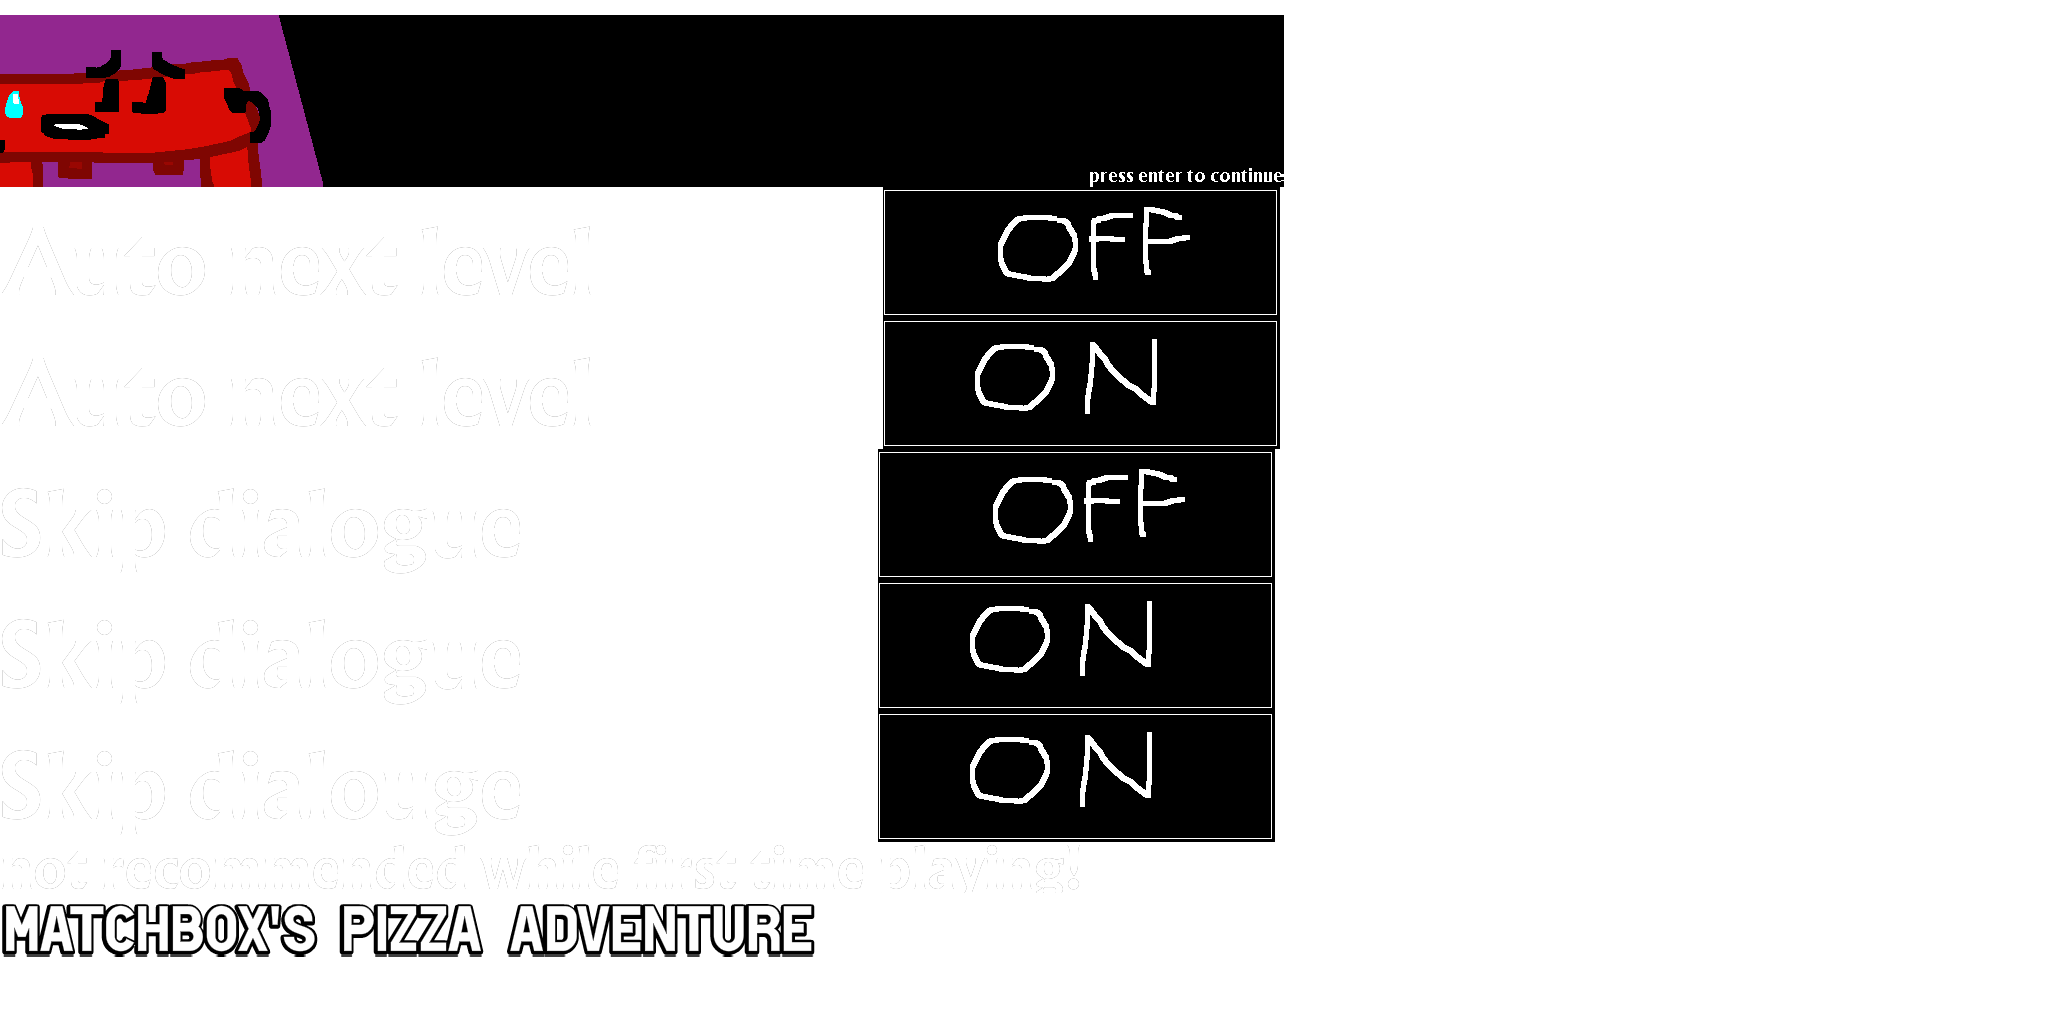 press enter to continue
Auto next level OFF
Auto next level ON
Skip dialogue OFF
Skip dialogue ON
Skip dialouge ON
not recommended while first time playing!
MATCHBOX'S PIZZA ADVENTURE